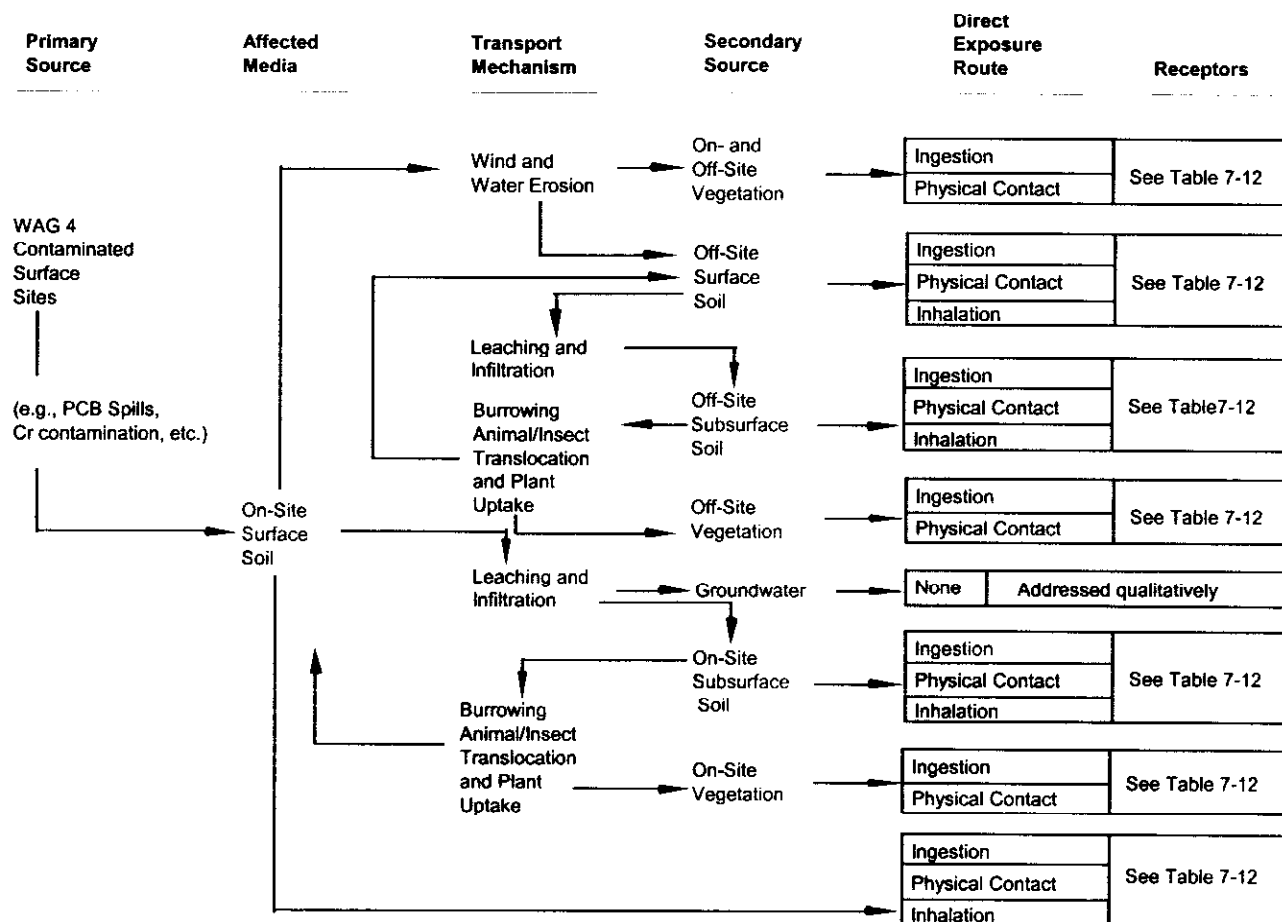 Primary
Source
Affected
Media
Transport
Mechanism
Secondary
Source
Direct
Exposure
Route
Receptors
WAG 4
Contaminated
Surface
Sites
(e.g., PCB Spills,
Cr contamination, etc.)
On-Site
Surface
Soil
Wind and
Water Erosion
On- and
Off-Site
Vegetation
Ingestion
Physical Contact
See Table 7-12
Off-Site
Surface
Soil
Ingestion
Physical Contact
Inhalation
See Table 7-12
Leaching and
Infiltration
Burrowing
Animal/Insect
Translocation
and Plant
Uptake
Off-Site
Subsurface
Soil
Ingestion
Physical Contact
Inhalation
See Table7-12
Off-Site
Vegetation
Ingestion
Physical Contact
See Table 7-12
Leaching and
Infiltration
Groundwater
None
Addressed qualitatively
On-Site
Subsurface
Soil
Ingestion
Physical Contact
Inhalation
See Table 7-12
Burrowing
Animal/Insect
Translocation
and Plant
Uptake
On-Site
Vegetation
Ingestion
Physical Contact
See Table 7-12
Ingestion
Physical Contact
Inhalation
See Table 7-12